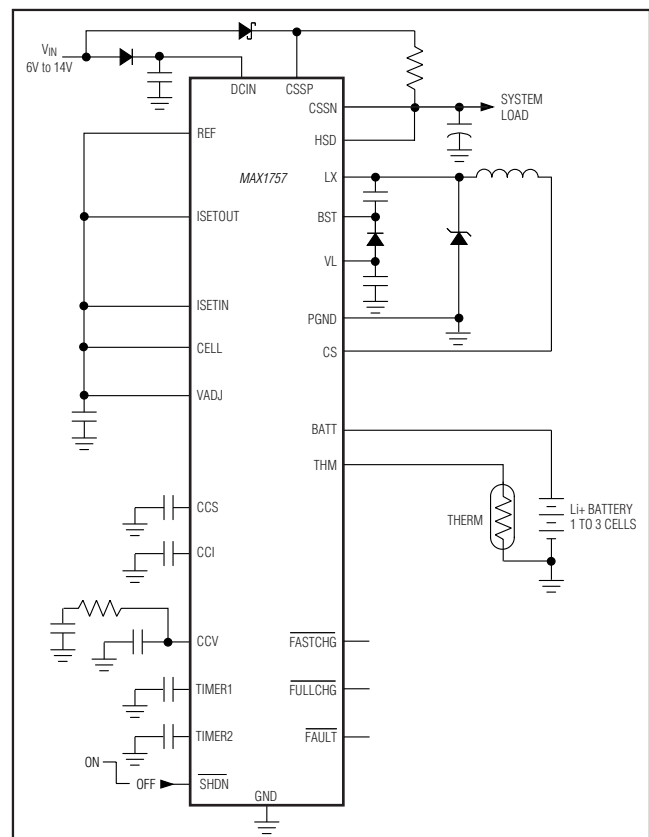 VIN
6V to 14V
DCIN
CSSP
CSSN
SYSTEM
LOAD
HSD
REF
MAX1757
LX
ISETOUT
BST
VL
ISETIN
PGND
CELL
CS
VADJ
BATT
THM
THERM
Li+ BATTERY
1 TO 3 CELLS
CCS
CCI
CCV
FASTCHG
TIMER1
FULLCHG
TIMER2
FAULT
ON
OFF
SHDN
GND